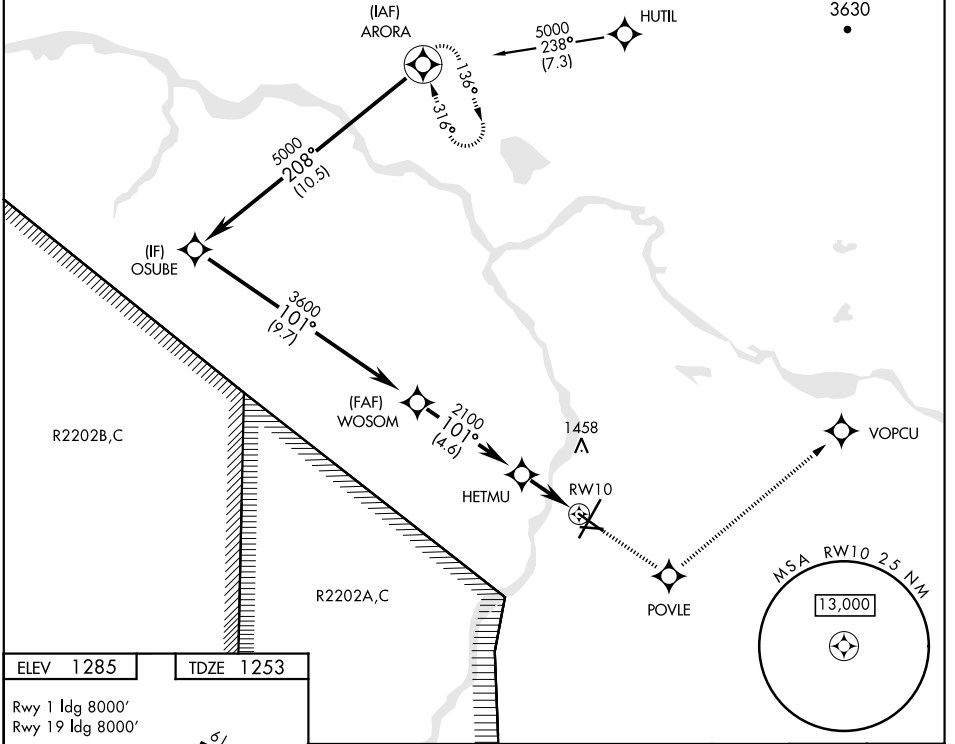 (IAF)
ARORA
5000
238°
(7.3)
HUTIL
3630
136°
316°
5000
208°
(10.5)
(IF)
OSUBE
3600
101°
(9.7)
(FAF)
WOSOM
2100
101°
(4.6)
1458
VOPCU
R2202B,C
HETMU
RW10
R2202A,C
POVLE
MSA RW10 25 NM
13,000
ELEV 1285
TDZE 1253
Rwy 1 ldg 8000'
Rwy 19 ldg 8000'
19